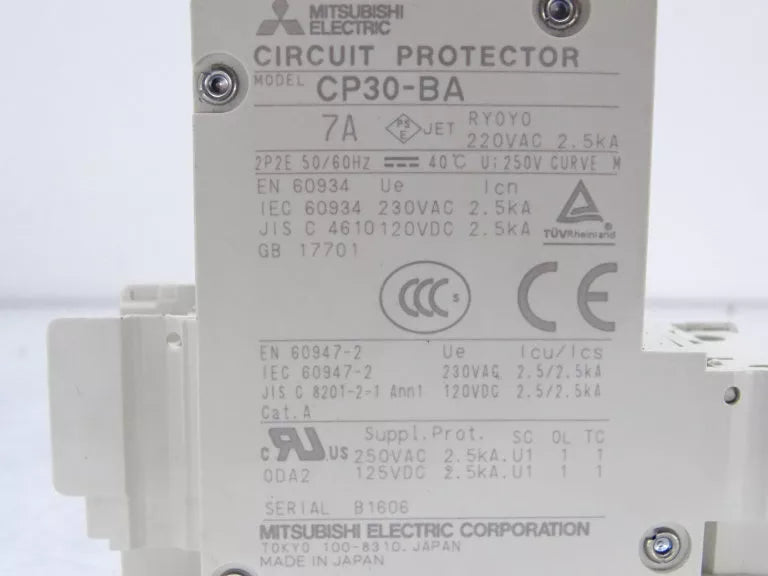 MITSUBISHI
ELECTRIC
CIRCUIT PROTECTOR
MODEL CP30-BA
7A PS E JET RYOYO
220VAC 2.5kA
2P2E 50/60HZ 40℃ Ui 250V CURVE M
EN 60934 Ue Icn
IEC 60934 230VAC 2.5kA
JIS C 4610 120VDC 2.5kA
GB 17701
TÜVRheinland
CCC S CE
EN 60947-2 Ue Icu/Ics
IEC 60947-2 230VAC 2.5/2.5kA
JIS C 8201-2-1 Ann1 120VDC 2.5/2.5kA
Cat.A
Suppl.Prot. SC OL TC
c RU US 250VAC 2.5kA.U1 1 1
ODA2 125VDC 2.5kA.U1 1 1
SERIAL B1606
MITSUBISHI ELECTRIC CORPORATION
TOKYO 100-8310. JAPAN
MADE IN JAPAN